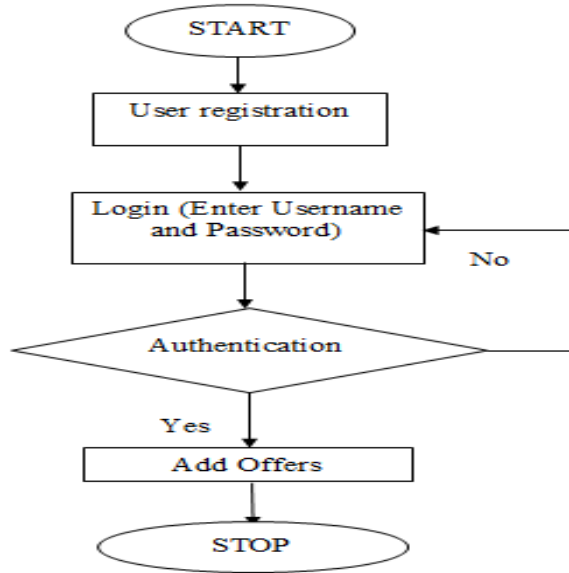 START
User registration
Login (Enter Username
and Password)
No
Authentication
Yes
Add Offers
STOP